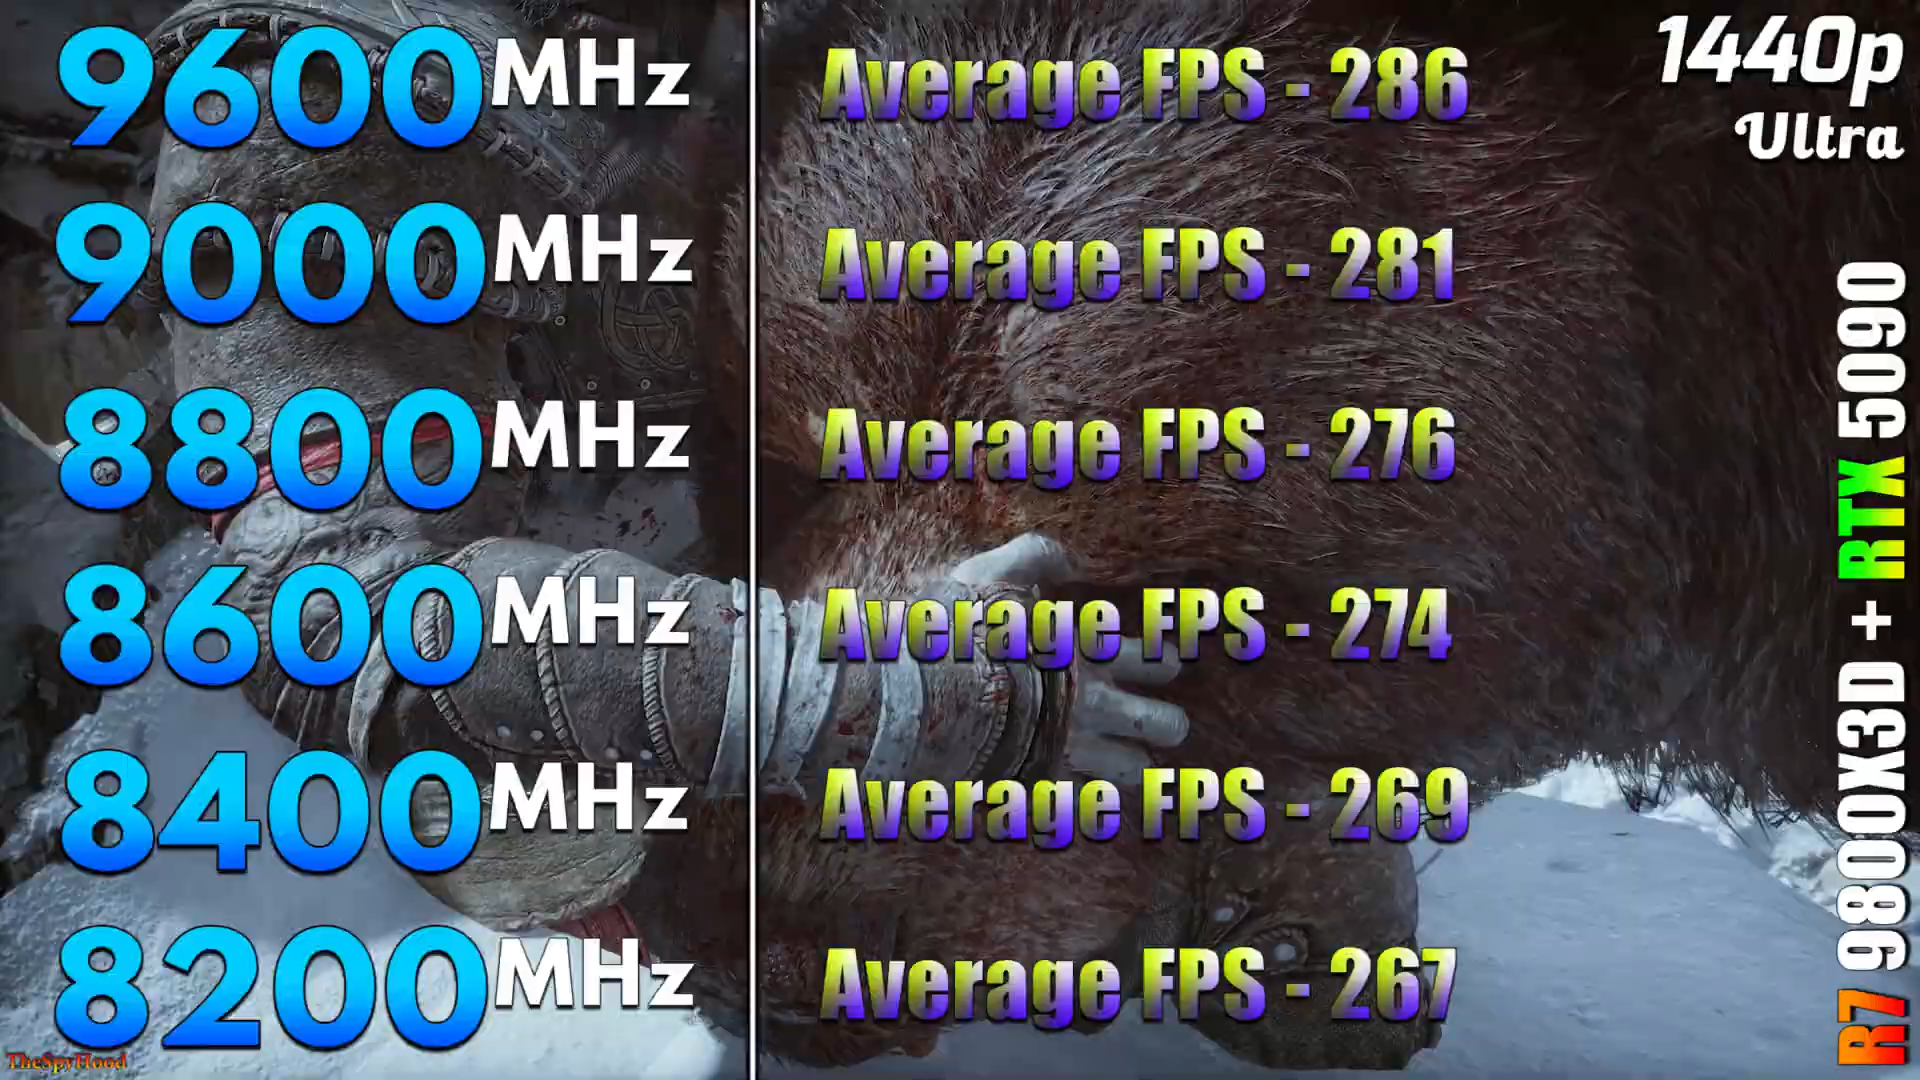 9600MHz Average FPS - 286
9000MHz Average FPS - 281
8800MHz Average FPS - 276
8600MHz Average FPS - 274
8400MHz Average FPS - 269
8200MHz Average FPS - 267
1440p
Ultra
R7 9800X3D + RTX 5090
TheSpyHood